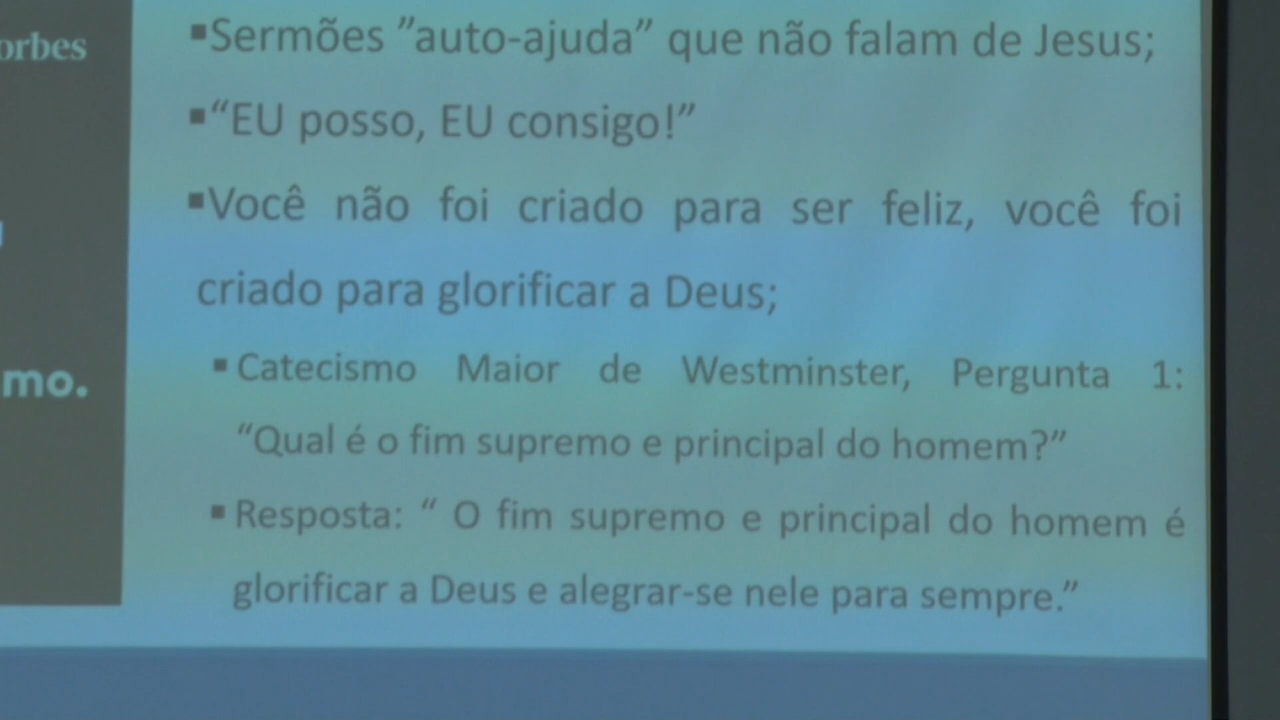 orbes
mo.
▪Sermões ”auto-ajuda” que não falam de Jesus;
▪“EU posso, EU consigo!”
▪Você não foi criado para ser feliz, você foi
criado para glorificar a Deus;
▪Catecismo Maior de Westminster, Pergunta 1:
“Qual é o fim supremo e principal do homem?”
▪Resposta: “ O fim supremo e principal do homem é
glorificar a Deus e alegrar-se nele para sempre.”